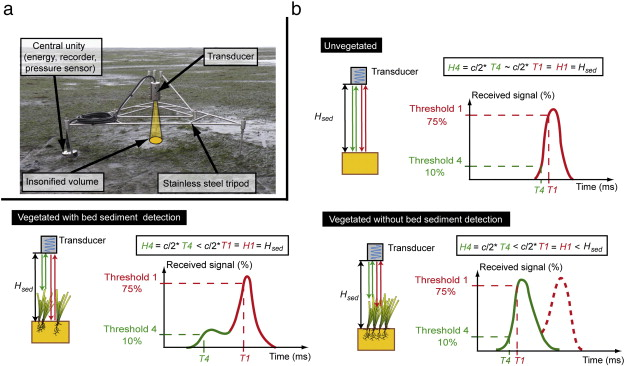 a
Central unity
(energy, recorder,
pressure sensor)
Transducer
Insonified volume
Stainless steel tripod
b
Unvegetated
Transducer
H4 = c/2* T4 ~ c/2* T1 = H1 = Hsed
Hsed
Received signal (%)
Threshold 1
75%
Threshold 4
10%
T4
T1
Time (ms)
Vegetated with bed sediment detection
Transducer
H4 = c/2* T4 < c/2* T1 = H1 = Hsed
Hsed
Received signal (%)
Threshold 1
75%
Threshold 4
10%
T4
T1
Time (ms)
Vegetated without bed sediment detection
Transducer
H4 = c/2* T4 < c/2* T1 = H1 < Hsed
Hsed
Received signal (%)
Threshold 1
75%
Threshold 4
10%
T4
T1
Time (ms)